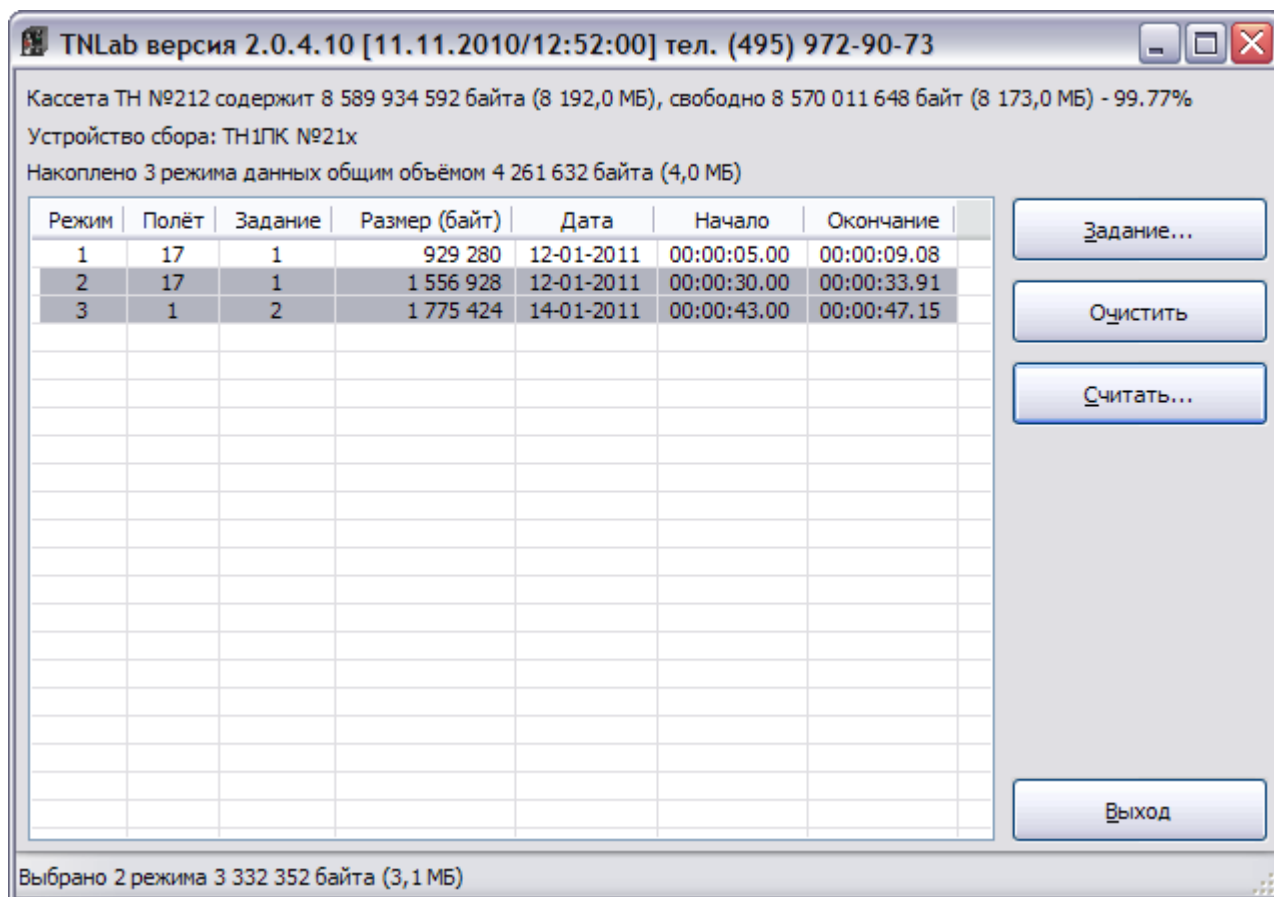 TNLab версия 2.0.4.10 [11.11.2010/12:52:00] тел. (495) 972-90-73
Кассета ТН №212 содержит 8 589 934 592 байта (8 192,0 МБ), свободно 8 570 011 648 байт (8 173,0 МБ) - 99.77%
Устройство сбора: ТН1ПК №21x
Накоплено 3 режима данных общим объёмом 4 261 632 байта (4,0 МБ)
Режим Полёт Задание Размер (байт) Дата Начало Окончание
1 17 1 929 280 12-01-2011 00:00:05.00 00:00:09.08
2 17 1 1 556 928 12-01-2011 00:00:30.00 00:00:33.91
3 1 2 1 775 424 14-01-2011 00:00:43.00 00:00:47.15
Задание...
Очистить
Считать...
Выход
Выбрано 2 режима 3 332 352 байта (3,1 МБ)